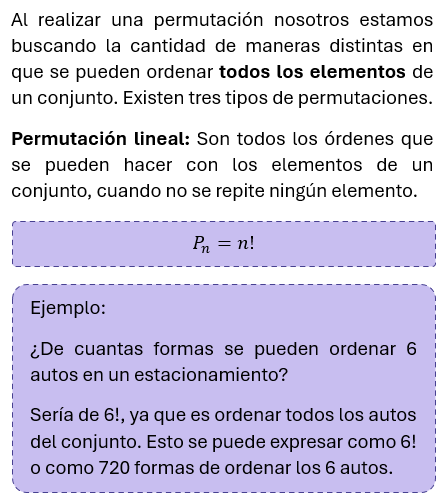 Al realizar una permutación nosotros estamos
buscando la cantidad de maneras distintas en
que se pueden ordenar todos los elementos de
un conjunto. Existen tres tipos de permutaciones.
Permutación lineal: Son todos los órdenes que
se pueden hacer con los elementos de un
conjunto, cuando no se repite ningún elemento.
Pₙ = n!
Ejemplo:
¿De cuantas formas se pueden ordenar 6
autos en un estacionamiento?
Sería de 6!, ya que es ordenar todos los autos
del conjunto. Esto se puede expresar como 6!
o como 720 formas de ordenar los 6 autos.